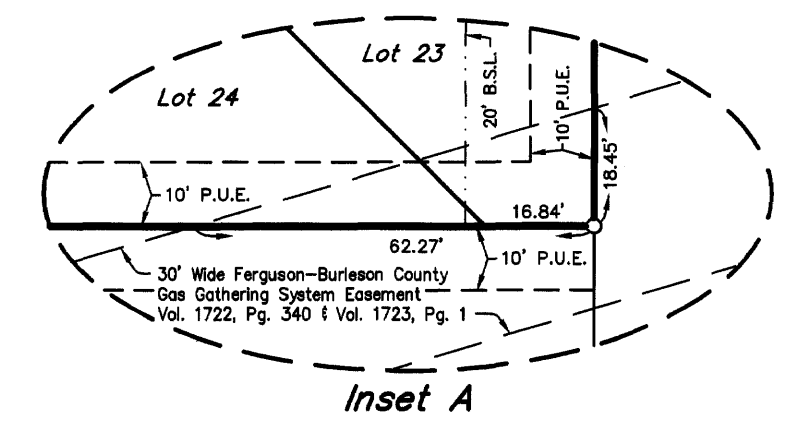 Lot 23
Lot 24
20' B.S.L.
10' P.U.E.
18.45'
10' P.U.E.
16.84'
62.27'
10' P.U.E.
30' Wide Ferguson-Burleson County
Gas Gathering System Easement
Vol. 1722, Pg. 340 & Vol. 1723, Pg. 1
Inset A